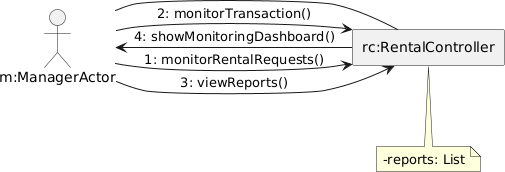 2: monitorTransaction()
4: showMonitoringDashboard()
1: monitorRentalRequests()
3: viewReports()
m:ManagerActor
rc:RentalController
-reports: List